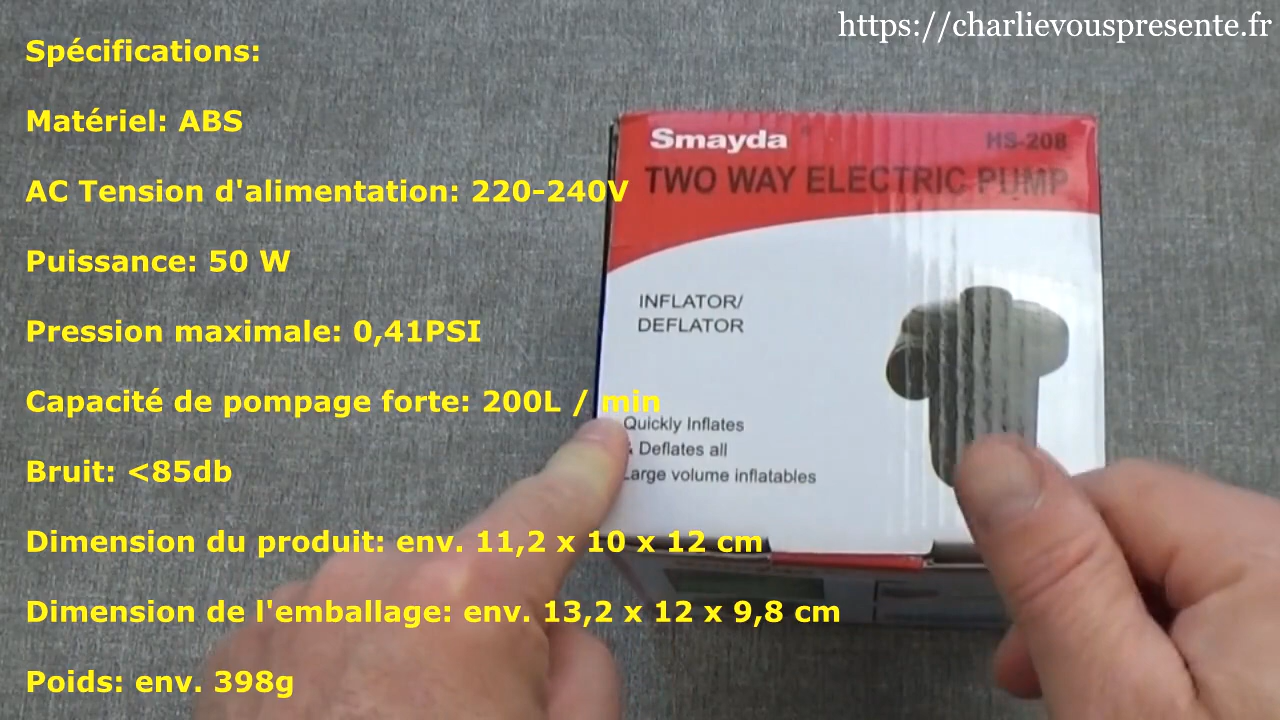 https://charlievouspresente.fr
Spécifications:
Matériel: ABS
AC Tension d'alimentation: 220-240V
Puissance: 50 W
Pression maximale: 0,41PSI
Capacité de pompage forte: 200L / min
Bruit: <85db
Dimension du produit: env. 11,2 x 10 x 12 cm
Dimension de l'emballage: env. 13,2 x 12 x 9,8 cm
Poids: env. 398g
Smayda HS-208
TWO WAY ELECTRIC PUMP
INFLATOR/
DEFLATOR
Quickly Inflates
& Deflates all
Large volume inflatables